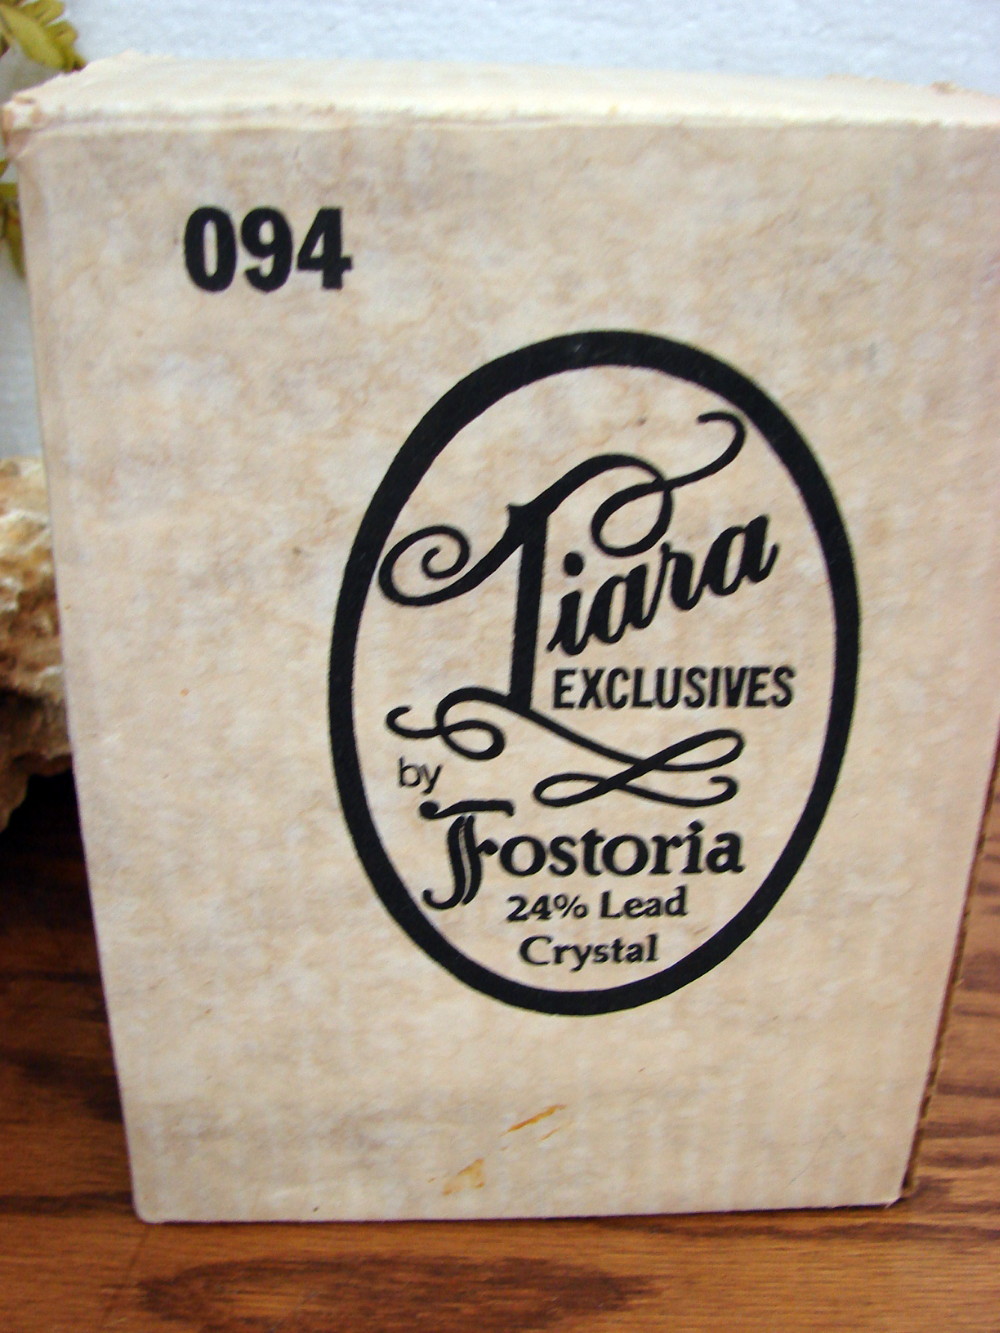 094
Tiara
EXCLUSIVES
by
Fostoria
24% Lead
Crystal